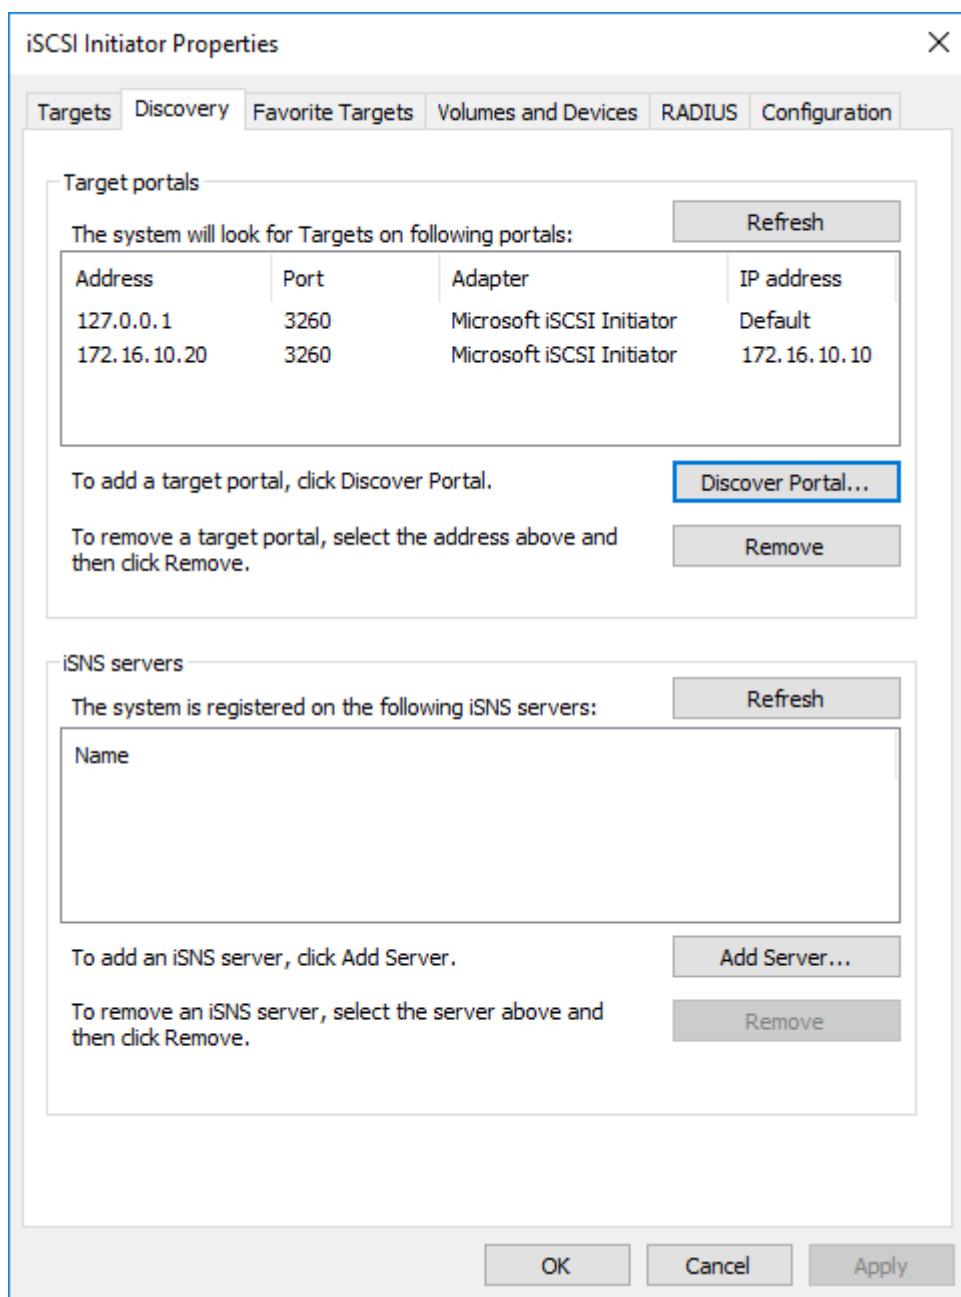 iSCSI Initiator Properties
Targets Discovery Favorite Targets Volumes and Devices RADIUS Configuration
Target portals
The system will look for Targets on following portals: Refresh
Address Port Adapter IP address
127.0.0.1 3260 Microsoft iSCSI Initiator Default
172.16.10.20 3260 Microsoft iSCSI Initiator 172.16.10.10
To add a target portal, click Discover Portal. Discover Portal...
To remove a target portal, select the address above and
then click Remove.
Remove
iSNS servers
The system is registered on the following iSNS servers: Refresh
Name
To add an iSNS server, click Add Server. Add Server...
To remove an iSNS server, select the server above and
then click Remove.
Remove
OK Cancel Apply